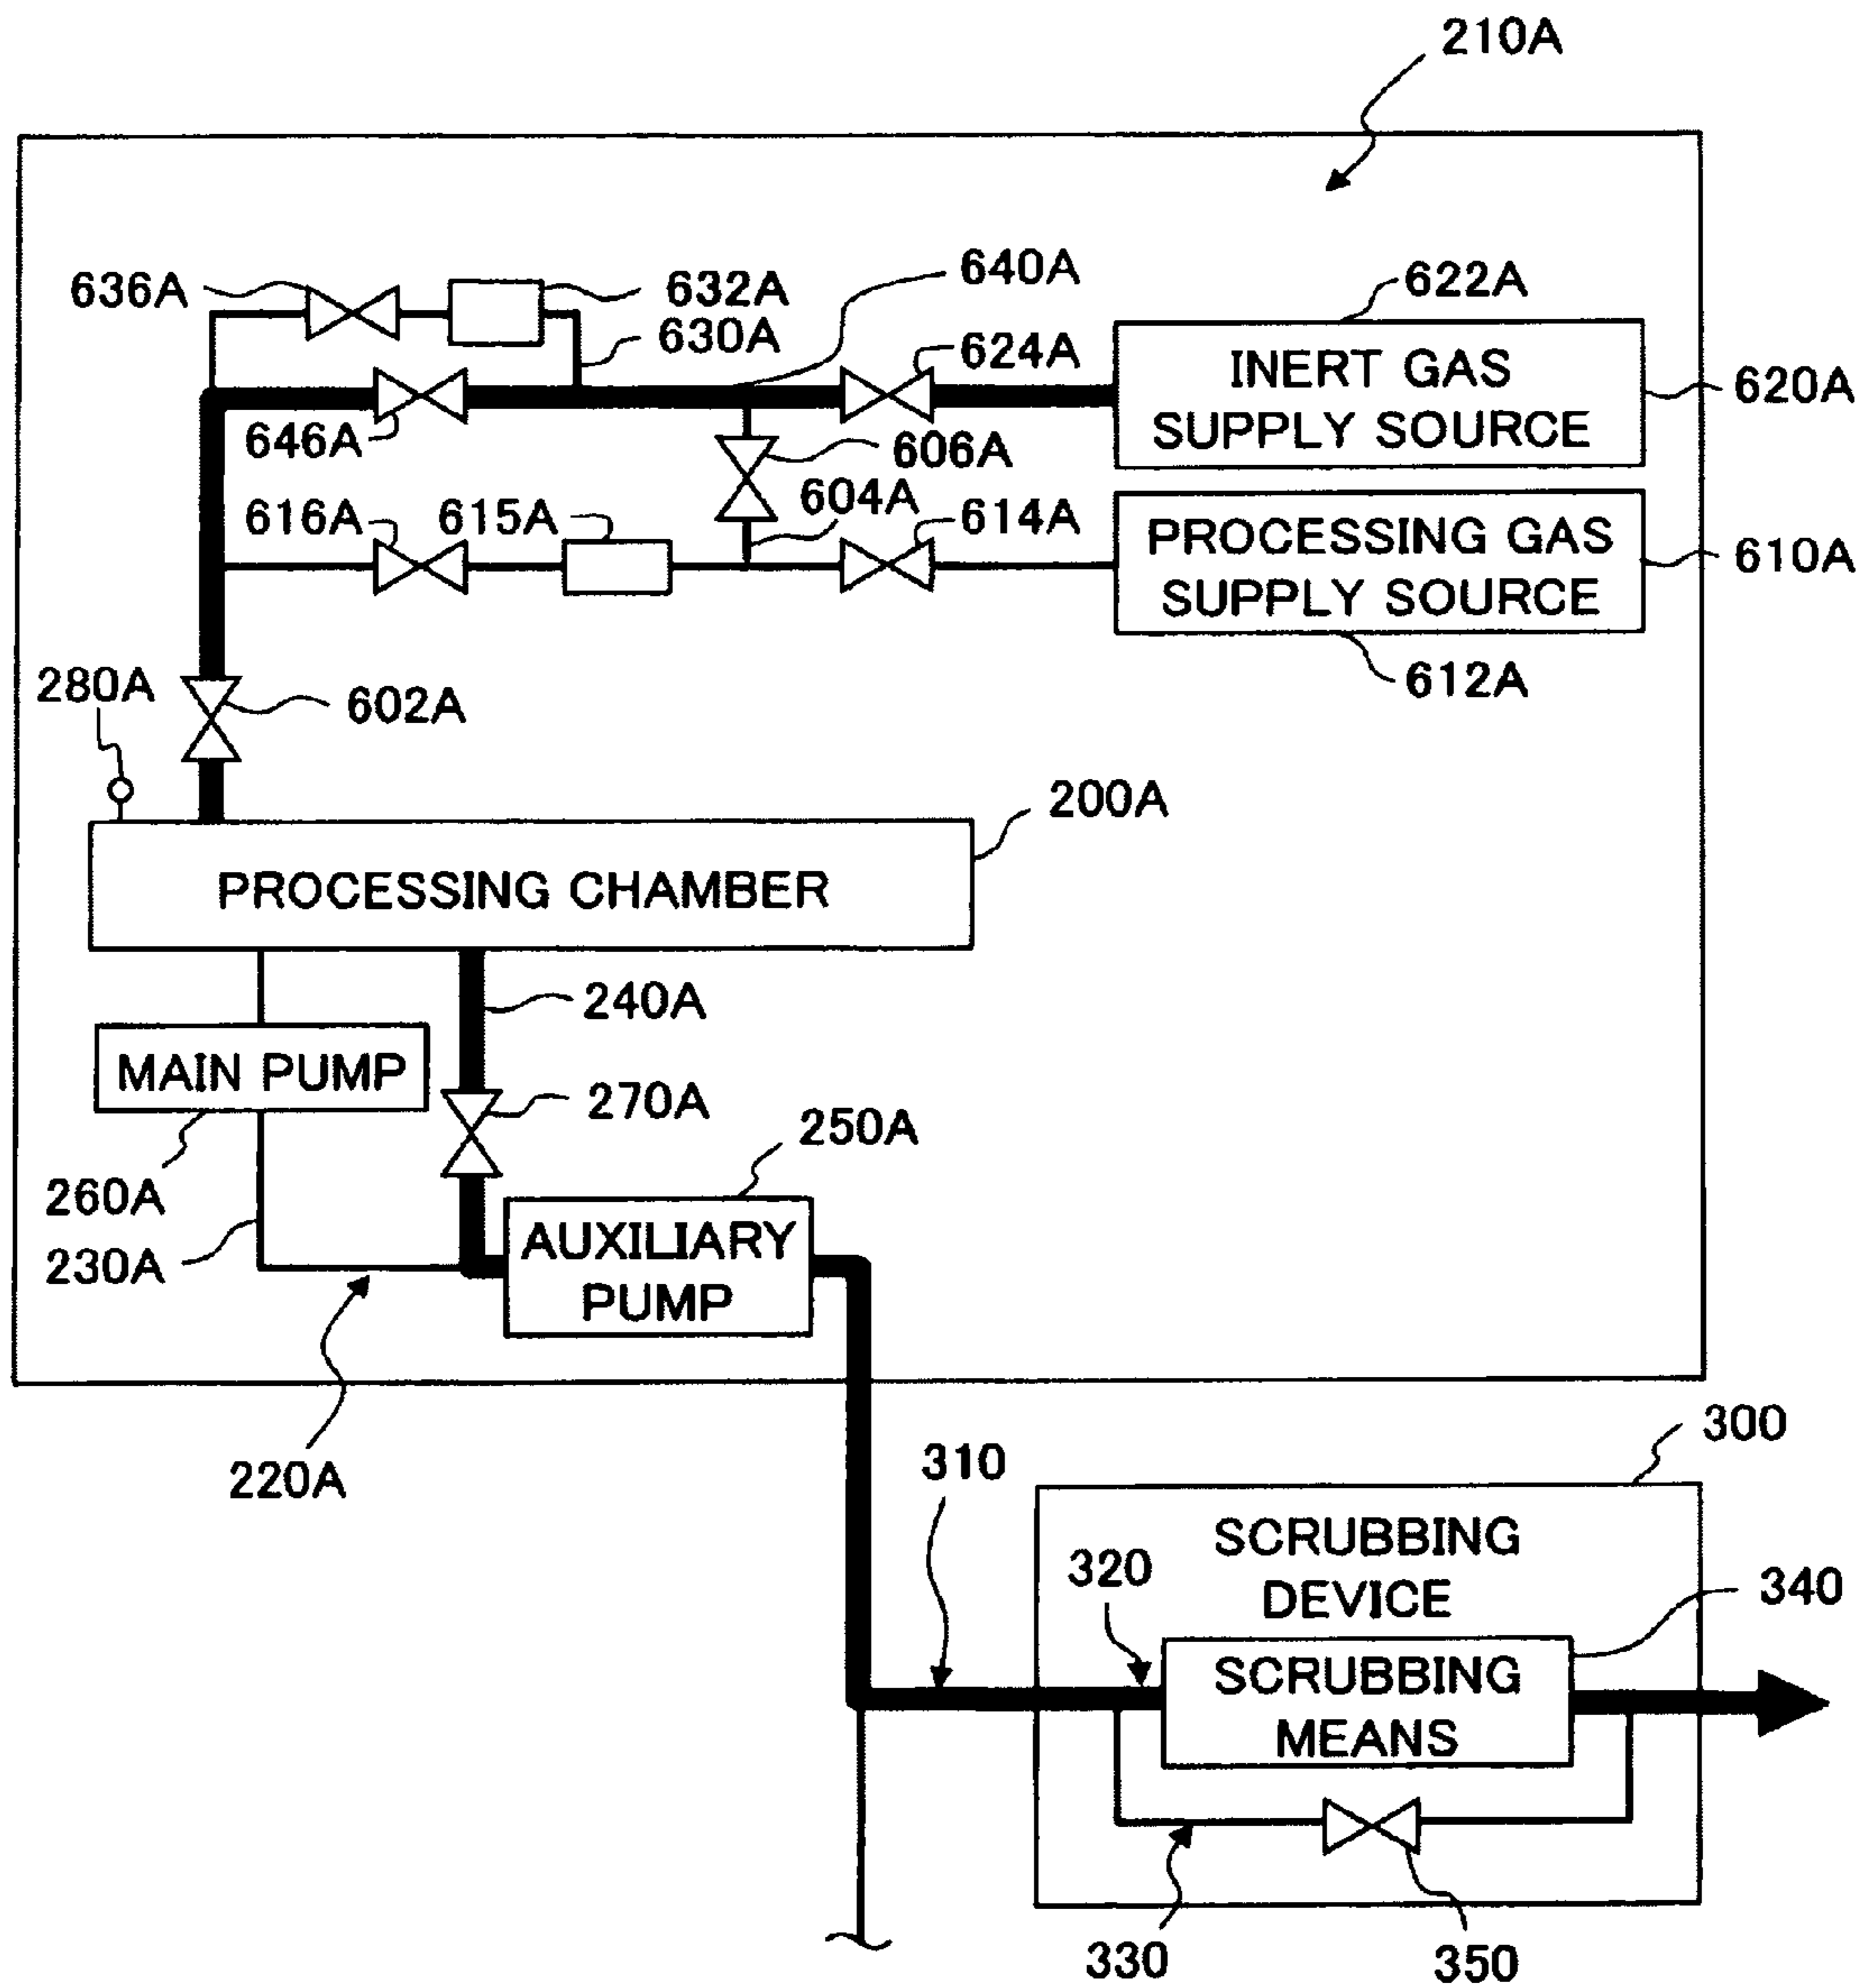 210A
636A
632A
640A
630A
622A
624A
INERT GAS
SUPPLY SOURCE
620A
646A
606A
616A
615A
604A
614A
PROCESSING GAS
SUPPLY SOURCE
610A
612A
280A
602A
200A
PROCESSING CHAMBER
240A
MAIN PUMP
270A
250A
260A
AUXILIARY
PUMP
230A
220A
310
300
SCRUBBING
DEVICE
320
340
SCRUBBING
MEANS
330
350